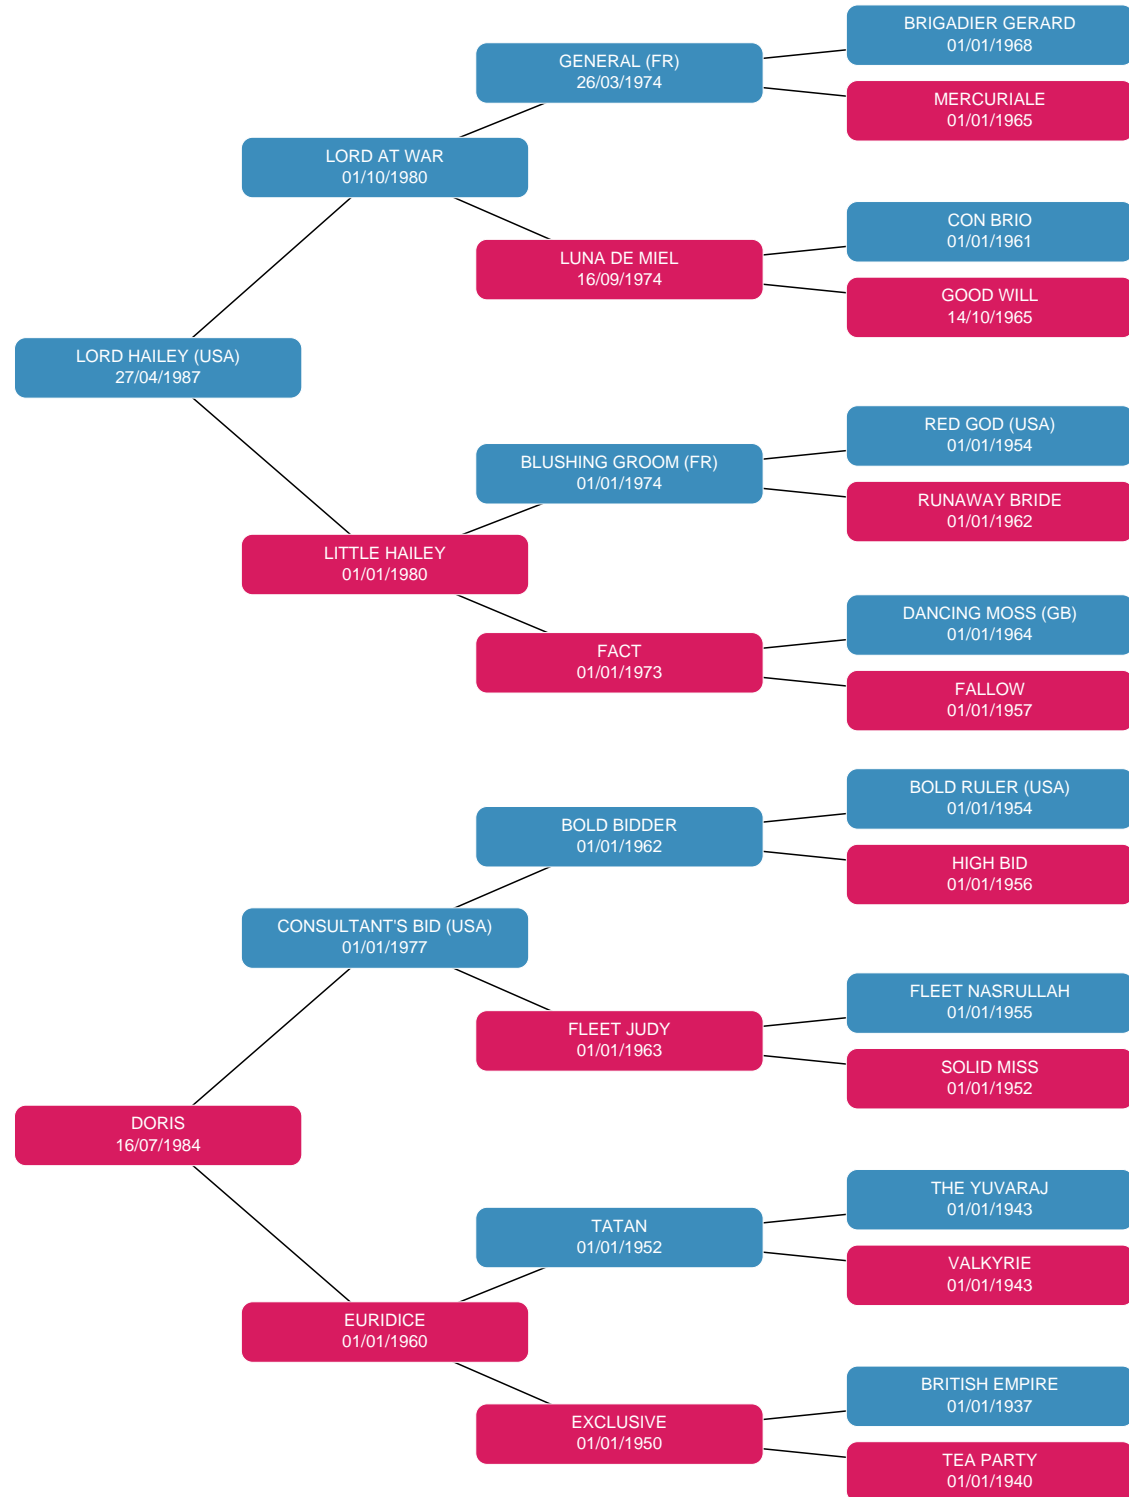 BRIGADIER GERARD
01/01/1968
GENERAL (FR)
26/03/1974
MERCURIALE
01/01/1965
LORD AT WAR
01/10/1980
CON BRIO
01/01/1961
LUNA DE MIEL
16/09/1974
GOOD WILL
14/10/1965
LORD HAILEY (USA)
27/04/1987
RED GOD (USA)
01/01/1954
BLUSHING GROOM (FR)
01/01/1974
RUNAWAY BRIDE
01/01/1962
LITTLE HAILEY
01/01/1980
DANCING MOSS (GB)
01/01/1964
FACT
01/01/1973
FALLOW
01/01/1957
BOLD RULER (USA)
01/01/1954
BOLD BIDDER
01/01/1962
HIGH BID
01/01/1956
CONSULTANT'S BID (USA)
01/01/1977
FLEET NASRULLAH
01/01/1955
FLEET JUDY
01/01/1963
SOLID MISS
01/01/1952
DORIS
16/07/1984
THE YUVARAJ
01/01/1943
TATAN
01/01/1952
VALKYRIE
01/01/1943
EURIDICE
01/01/1960
BRITISH EMPIRE
01/01/1937
EXCLUSIVE
01/01/1950
TEA PARTY
01/01/1940